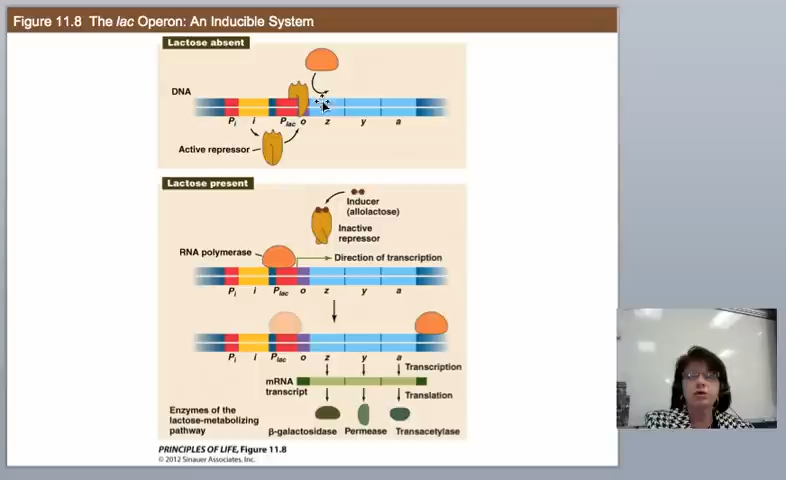 Figure 11.8 The lac Operon: An Inducible System
Lactose absent
DNA
Pi i Plac o z y a
Active repressor
Lactose present
Inducer
(allolactose)
Inactive
repressor
RNA polymerase
Direction of transcription
Pi i Plac o z y a
Pi i Plac o z y a
Transcription
mRNA
transcript
Translation
Enzymes of the
lactose-metabolizing
pathway
β-galactosidase Permease Transacetylase
PRINCIPLES OF LIFE, Figure 11.8
© 2012 Sinauer Associates, Inc.